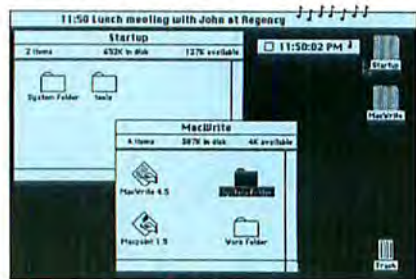 11:50 Lunch meeting with John at Regency
Startup
2 items 652K in disk 127K available
System Folder tools
11:50:02 PM
Startup
MacWrite
MacWrite
4 items 387K in disk 4K available
MacWrite 4.5 System Folder
Macpaint 1.5 Work Folder
Trash